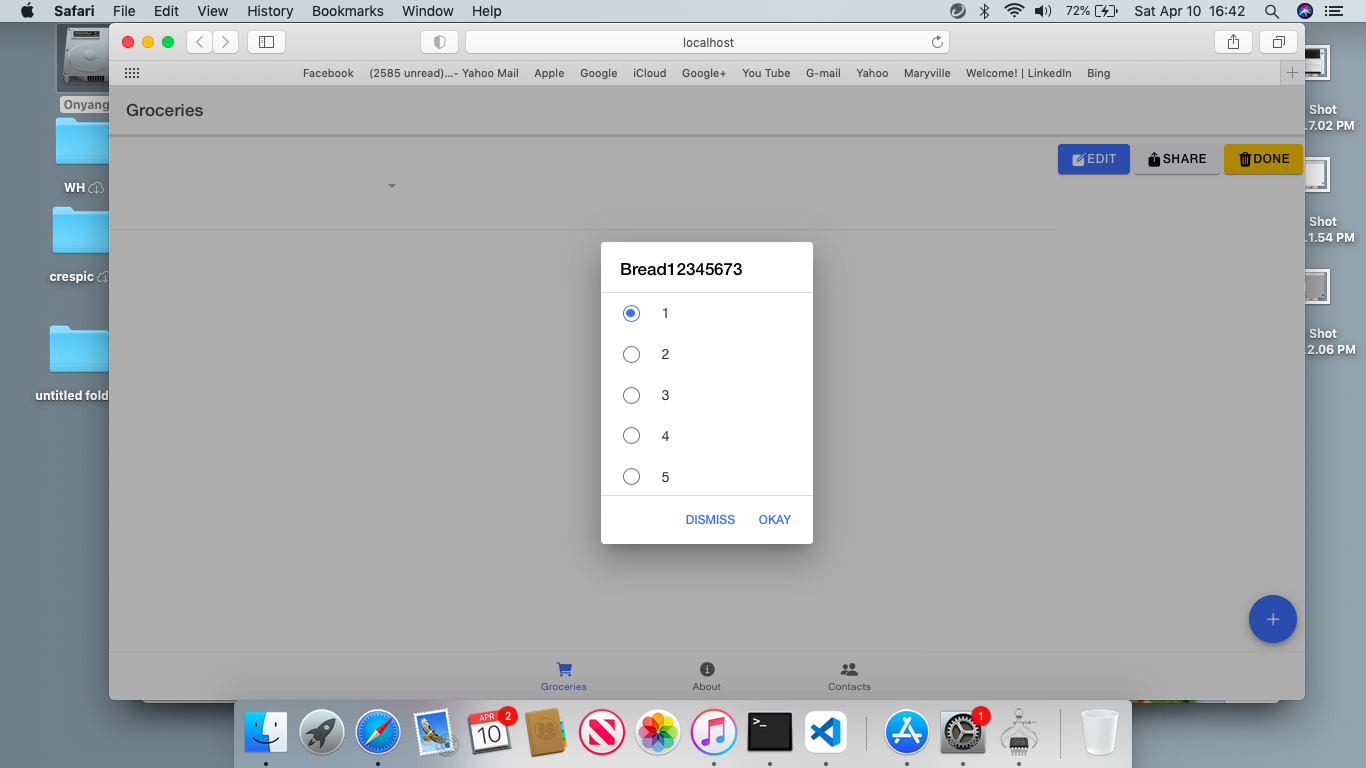 Safari File Edit View History Bookmarks Window Help 72% Sat Apr 10 16:42
localhost
Facebook (2585 unread)...- Yahoo Mail Apple Google iCloud Google+ You Tube G-mail Yahoo Maryville Welcome! | LinkedIn Bing
Onyang
WH
crespic
untitled fold
Groceries
EDIT SHARE DONE
Bread12345673
1
2
3
4
5
DISMISS OKAY
+
Groceries About Contacts
Shot
.7.02 PM
Shot
.1.54 PM
Shot
.2.06 PM
APR 2
10
>_
1